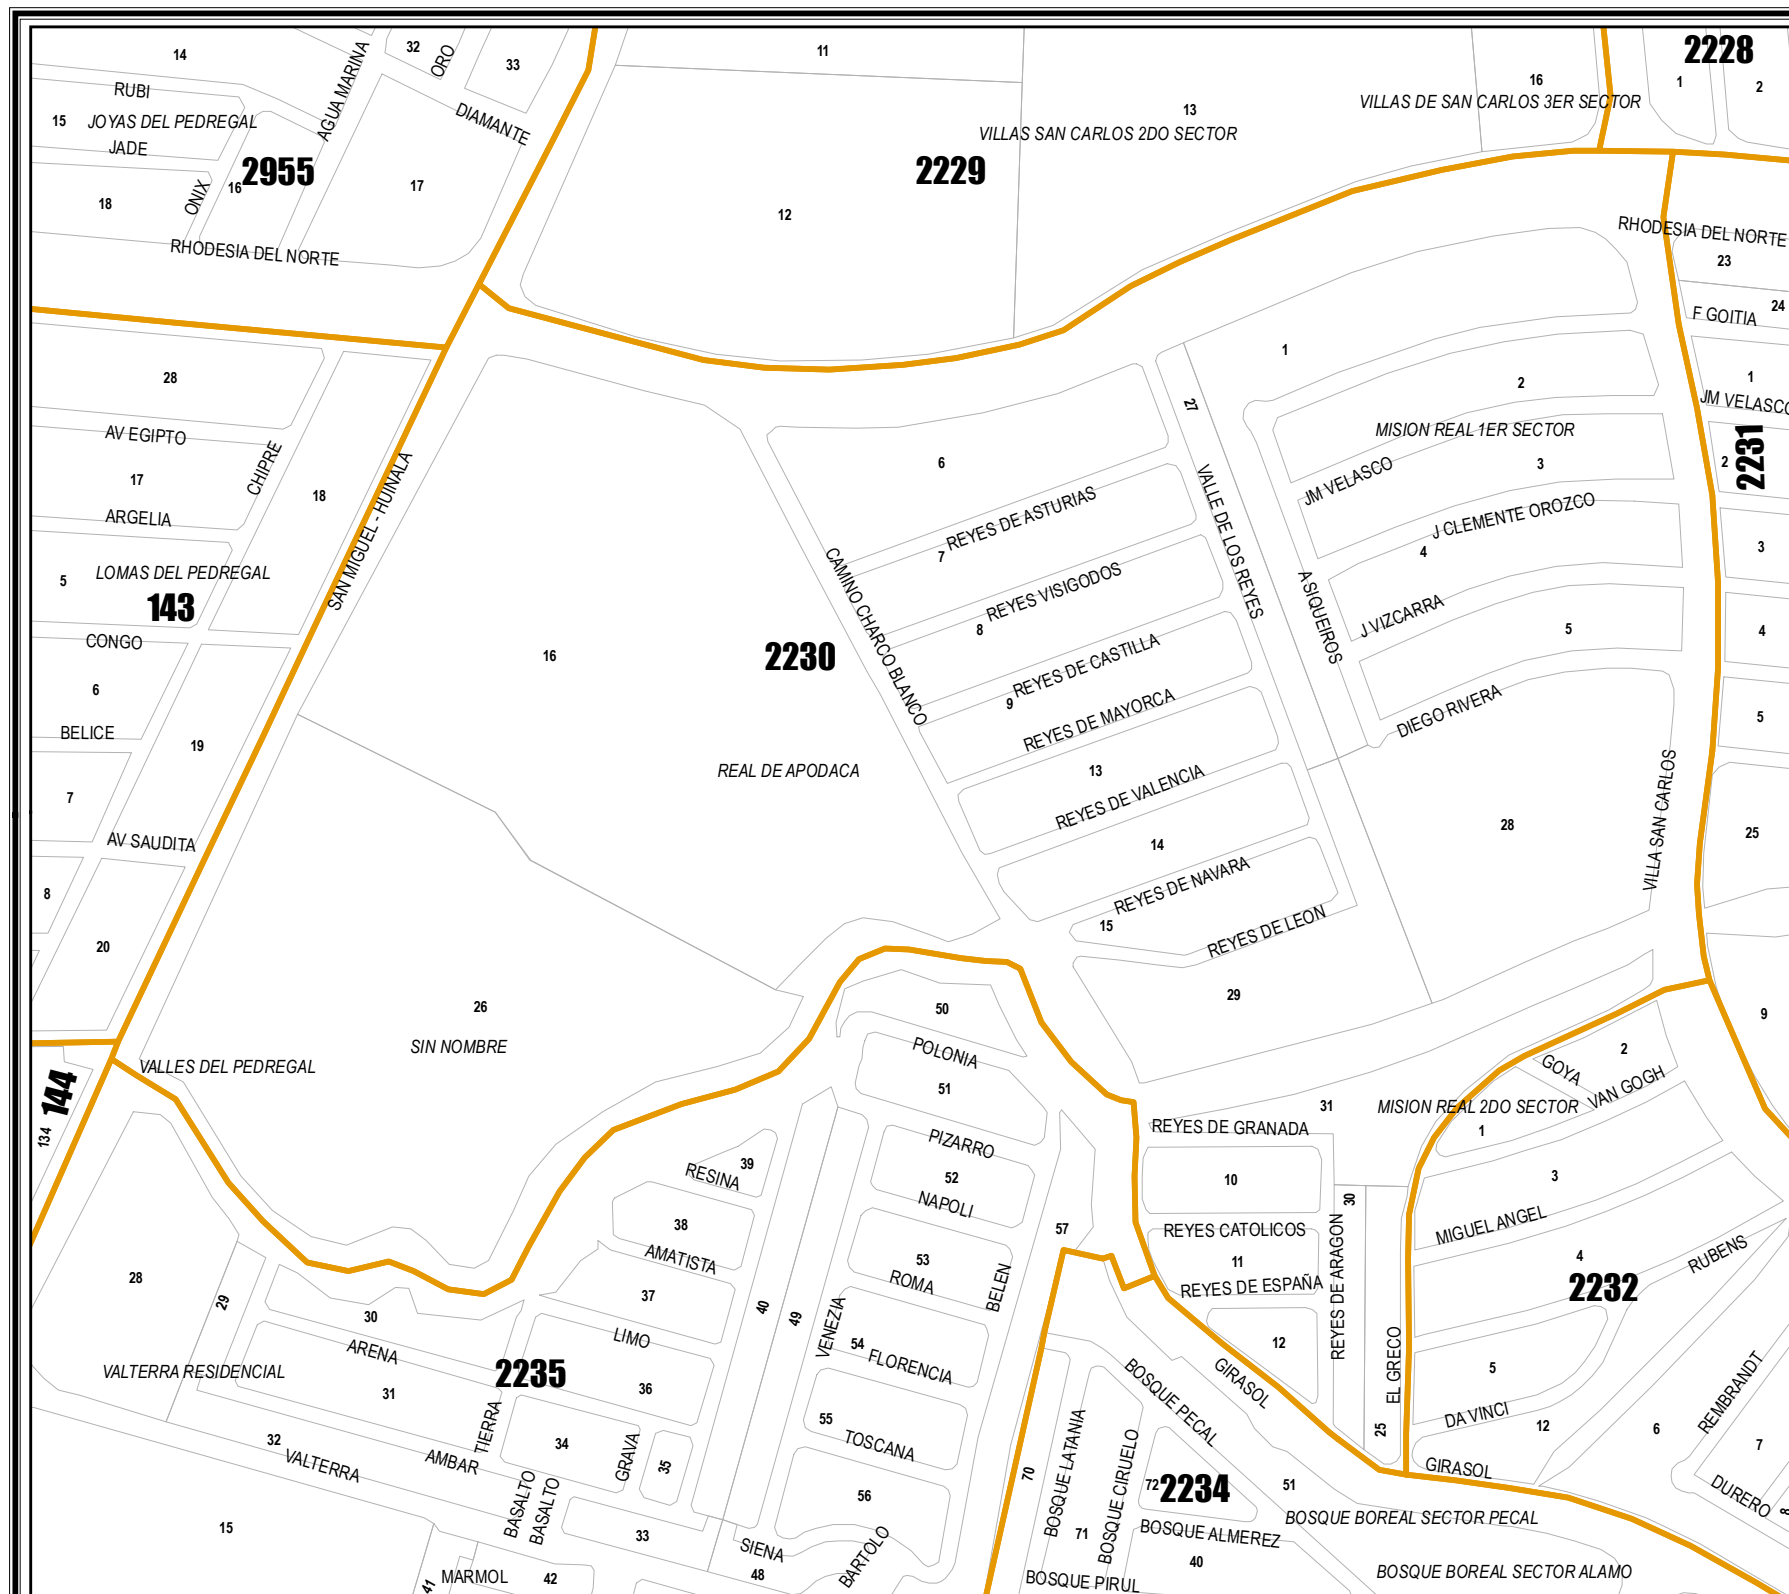 14
32
ORO
33
11
2228
RUBI
AGUA MARINA
16
1
2
15
JOYAS DEL PEDREGAL
DIAMANTE
13
VILLAS DE SAN CARLOS 3ER SECTOR
JADE
VILLAS SAN CARLOS 2DO SECTOR
2955
2229
16
17
18
ONIX
12
RHODESIA DEL NORTE
RHODESIA DEL NORTE
23
24
F GOITIA
28
1
27
2
1
JM VELASCO
AV EGIPTO
MISION REAL 1ER SECTOR
2231
CHIPRE
6
JM VELASCO
3
2
17
18
VALLE DE LOS REYES
ARGELIA
SAN MIGUEL - HUINALA
REYES DE ASTURIAS
J CLEMENTE OROZCO
7
4
3
5
LOMAS DEL PEDREGAL
CAMINO CHARCO BLANCO
REYES VISIGODOS
A SIQUEIROS
143
J VIZCARRA
CONGO
8
5
4
16
2230
REYES DE CASTILLA
6
9
REYES DE MAYORCA
DIEGO RIVERA
BELICE
5
19
REAL DE APODACA
13
VILLA SAN CARLOS
7
REYES DE VALENCIA
28
25
AV SAUDITA
14
8
REYES DE NAVARA
15
REYES DE LEON
20
29
26
50
9
SIN NOMBRE
POLONIA
2
GOYA
VALLES DEL PEDREGAL
144
51
VAN GOGH
31
MISION REAL 2DO SECTOR
REYES DE GRANADA
1
134
PIZARRO
39
RESINA
52
10
3
30
NAPOLI
38
57
REYES CATOLICOS
REYES DE ARAGON
MIGUEL ANGEL
AMATISTA
53
11
4
RUBENS
ROMA
BELEN
REYES DE ESPAÑA
2232
28
29
37
40
49
30
VENEZIA
LIMO
54
12
ARENA
FLORENCIA
EL GRECO
VALTERRA RESIDENCIAL
2235
BOSQUE PECAL
GIRASOL
5
31
36
REMBRANDT
DA VINCI
55
TIERRA
TOSCANA
BOSQUE LATANIA
25
12
6
32
34
7
VALTERRA
AMBAR
GRAVA
35
BOSQUE CIRUELO
GIRASOL
70
72
2234
51
56
DURERO
8
BASALTO
BASALTO
BOSQUE BOREAL SECTOR PECAL
15
33
71
BOSQUE ALMEREZ
SIENA
BARTOLO
40
BOSQUE BOREAL SECTOR ALAMO
41
MARMOL
42
48
BOSQUE PIRUL